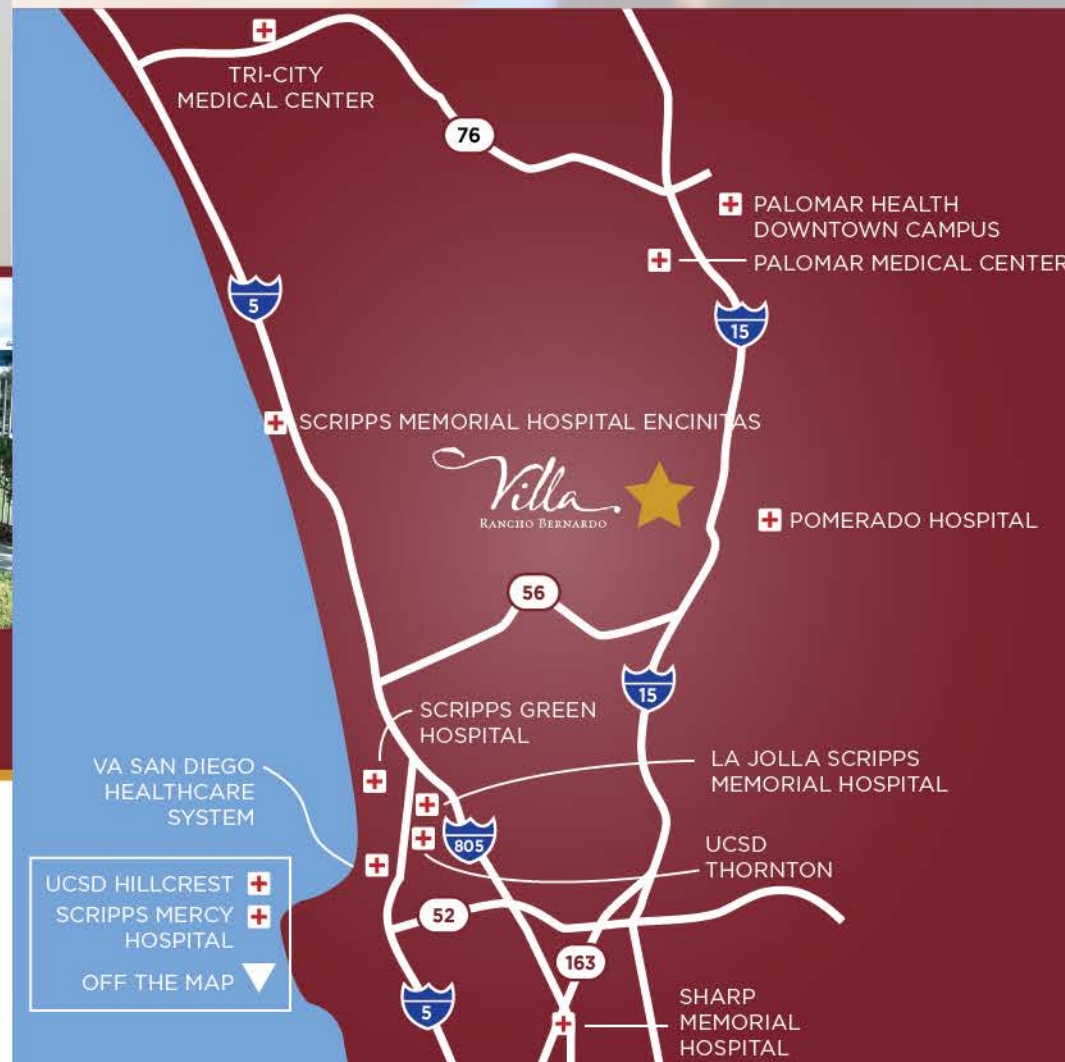 TRI-CITY
MEDICAL CENTER
76
PALOMAR HEALTH
DOWNTOWN CAMPUS
PALOMAR MEDICAL CENTER
5
15
SCRIPPS MEMORIAL HOSPITAL ENCINITAS
Villa
RANCHO BERNARDO
POMERADO HOSPITAL
56
15
SCRIPPS GREEN
HOSPITAL
LA JOLLA SCRIPPS
MEMORIAL HOSPITAL
VA SAN DIEGO
HEALTHCARE
SYSTEM
805
UCSD
THORNTON
UCSD HILLCREST
SCRIPPS MERCY
HOSPITAL
OFF THE MAP
52
163
5
SHARP
MEMORIAL
HOSPITAL